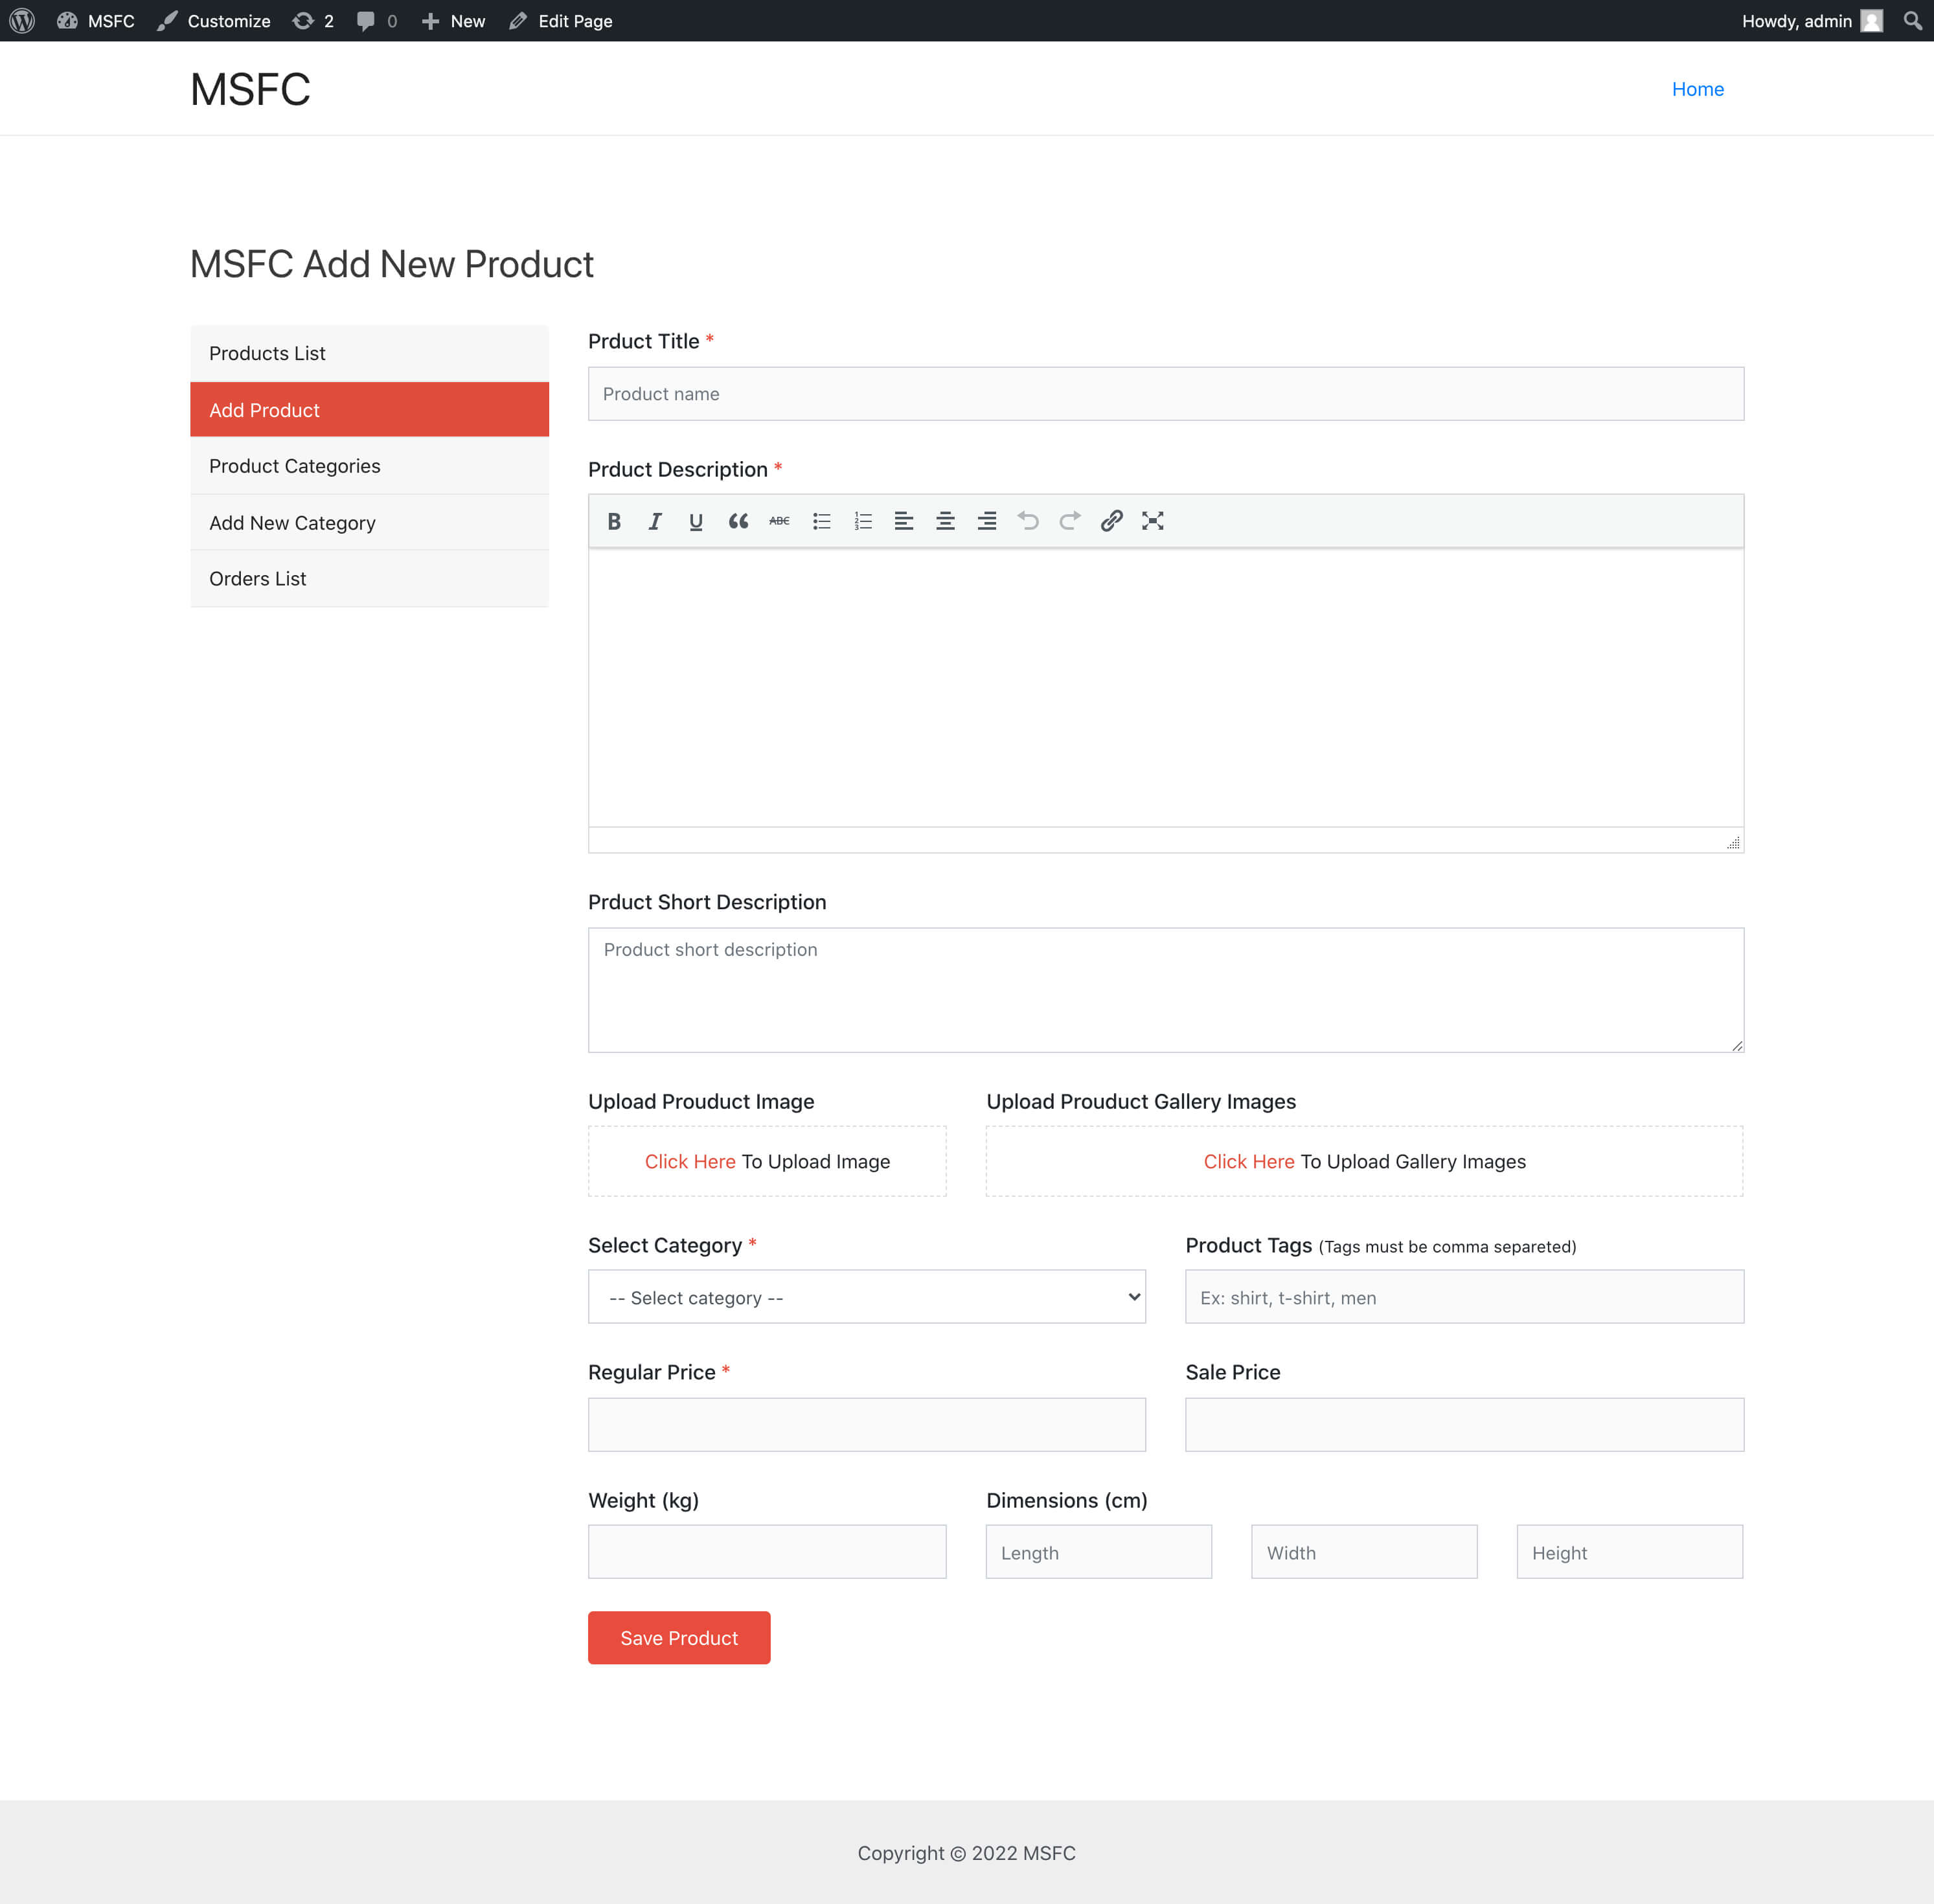 MSFC Customize 2 0 New Edit Page Howdy, admin
MSFC Home
MSFC Add New Product
Products List
Add Product
Product Categories
Add New Category
Orders List
Prduct Title *
Product name
Prduct Description *
B I U ABC
Prduct Short Description
Product short description
Upload Prouduct Image
Click Here To Upload Image
Upload Prouduct Gallery Images
Click Here To Upload Gallery Images
Select Category *
-- Select category --
Product Tags (Tags must be comma separeted)
Ex: shirt, t-shirt, men
Regular Price *
Sale Price
Weight (kg)
Dimensions (cm)
Length Width Height
Save Product
Copyright © 2022 MSFC